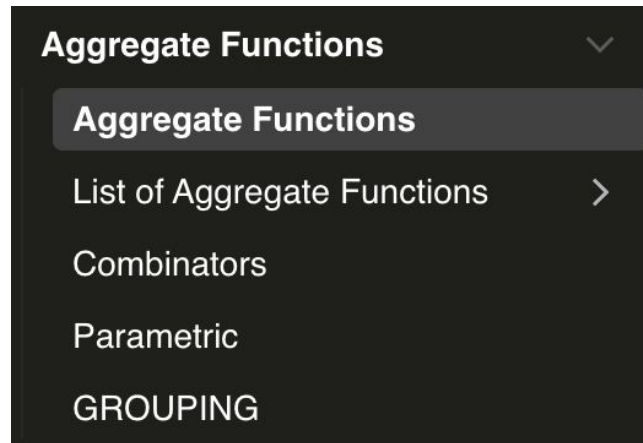 Aggregate Functions
Aggregate Functions
List of Aggregate Functions
Combinators
Parametric
GROUPING